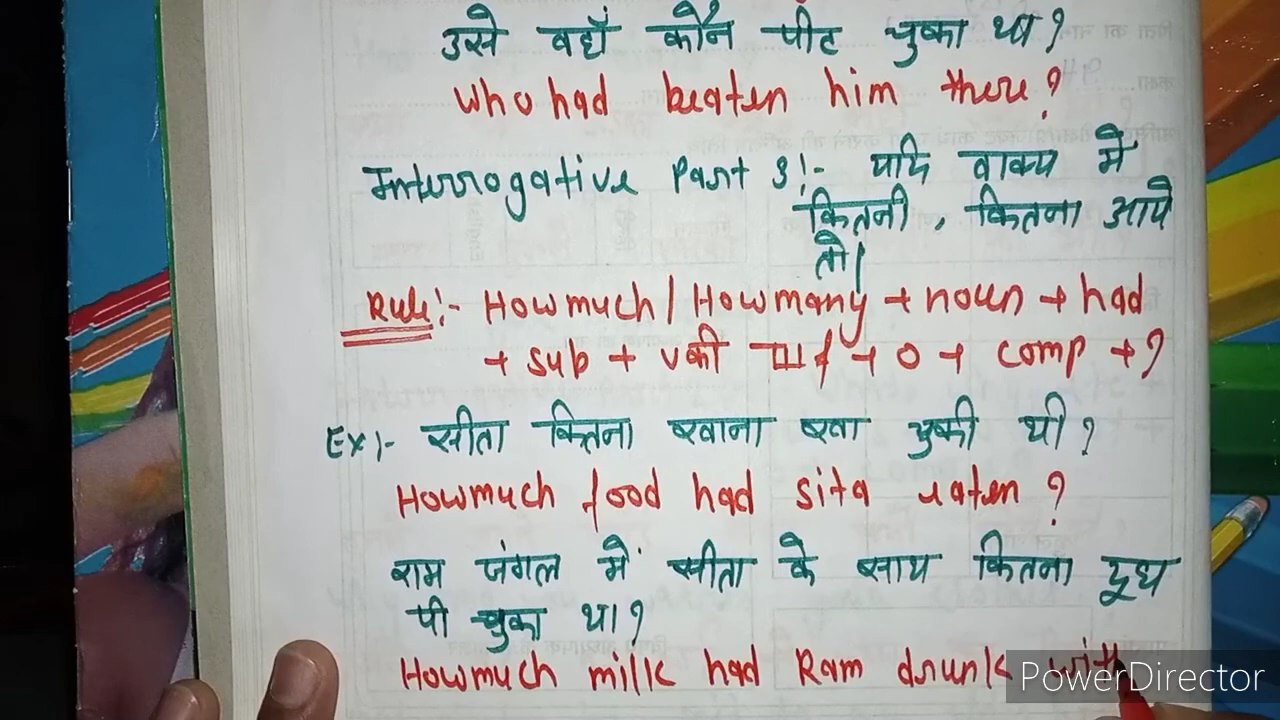 उसे वहाँ कौन पीट चुका था?
Who had beaten him there?
Interrogative Part 3:- यदि वाक्य में
कितनी, कितना आये
तो।
Rule:- Howmuch / Howmany + noun + had
+ sub + v की IIIf + o + comp + ?
Ex:- सीता कितना खाना खा चुकी थी?
Howmuch food had sita eaten?
राम जंगल में सीता के साथ कितना दूध
पी चुका था?
Howmuch milk had Ram drunk with
PowerDirector